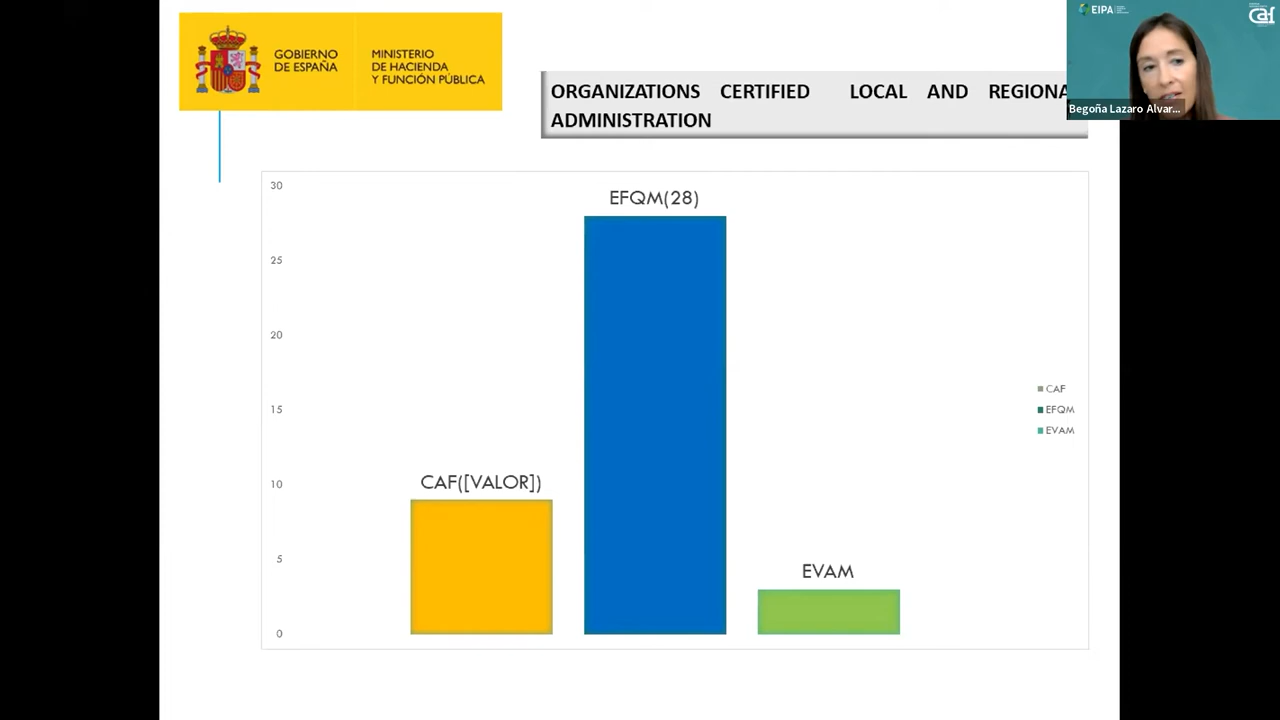 GOBIERNO
DE ESPAÑA
MINISTERIO
DE HACIENDA
Y FUNCIÓN PÚBLICA
EIPA
caf
Begoña Lazaro Alvar...
ORGANIZATIONS CERTIFIED LOCAL AND REGIONA
ADMINISTRATION
30
25
20
15
10
5
0
EFQM(28)
CAF([VALOR])
EVAM
CAF
EFQM
EVAM